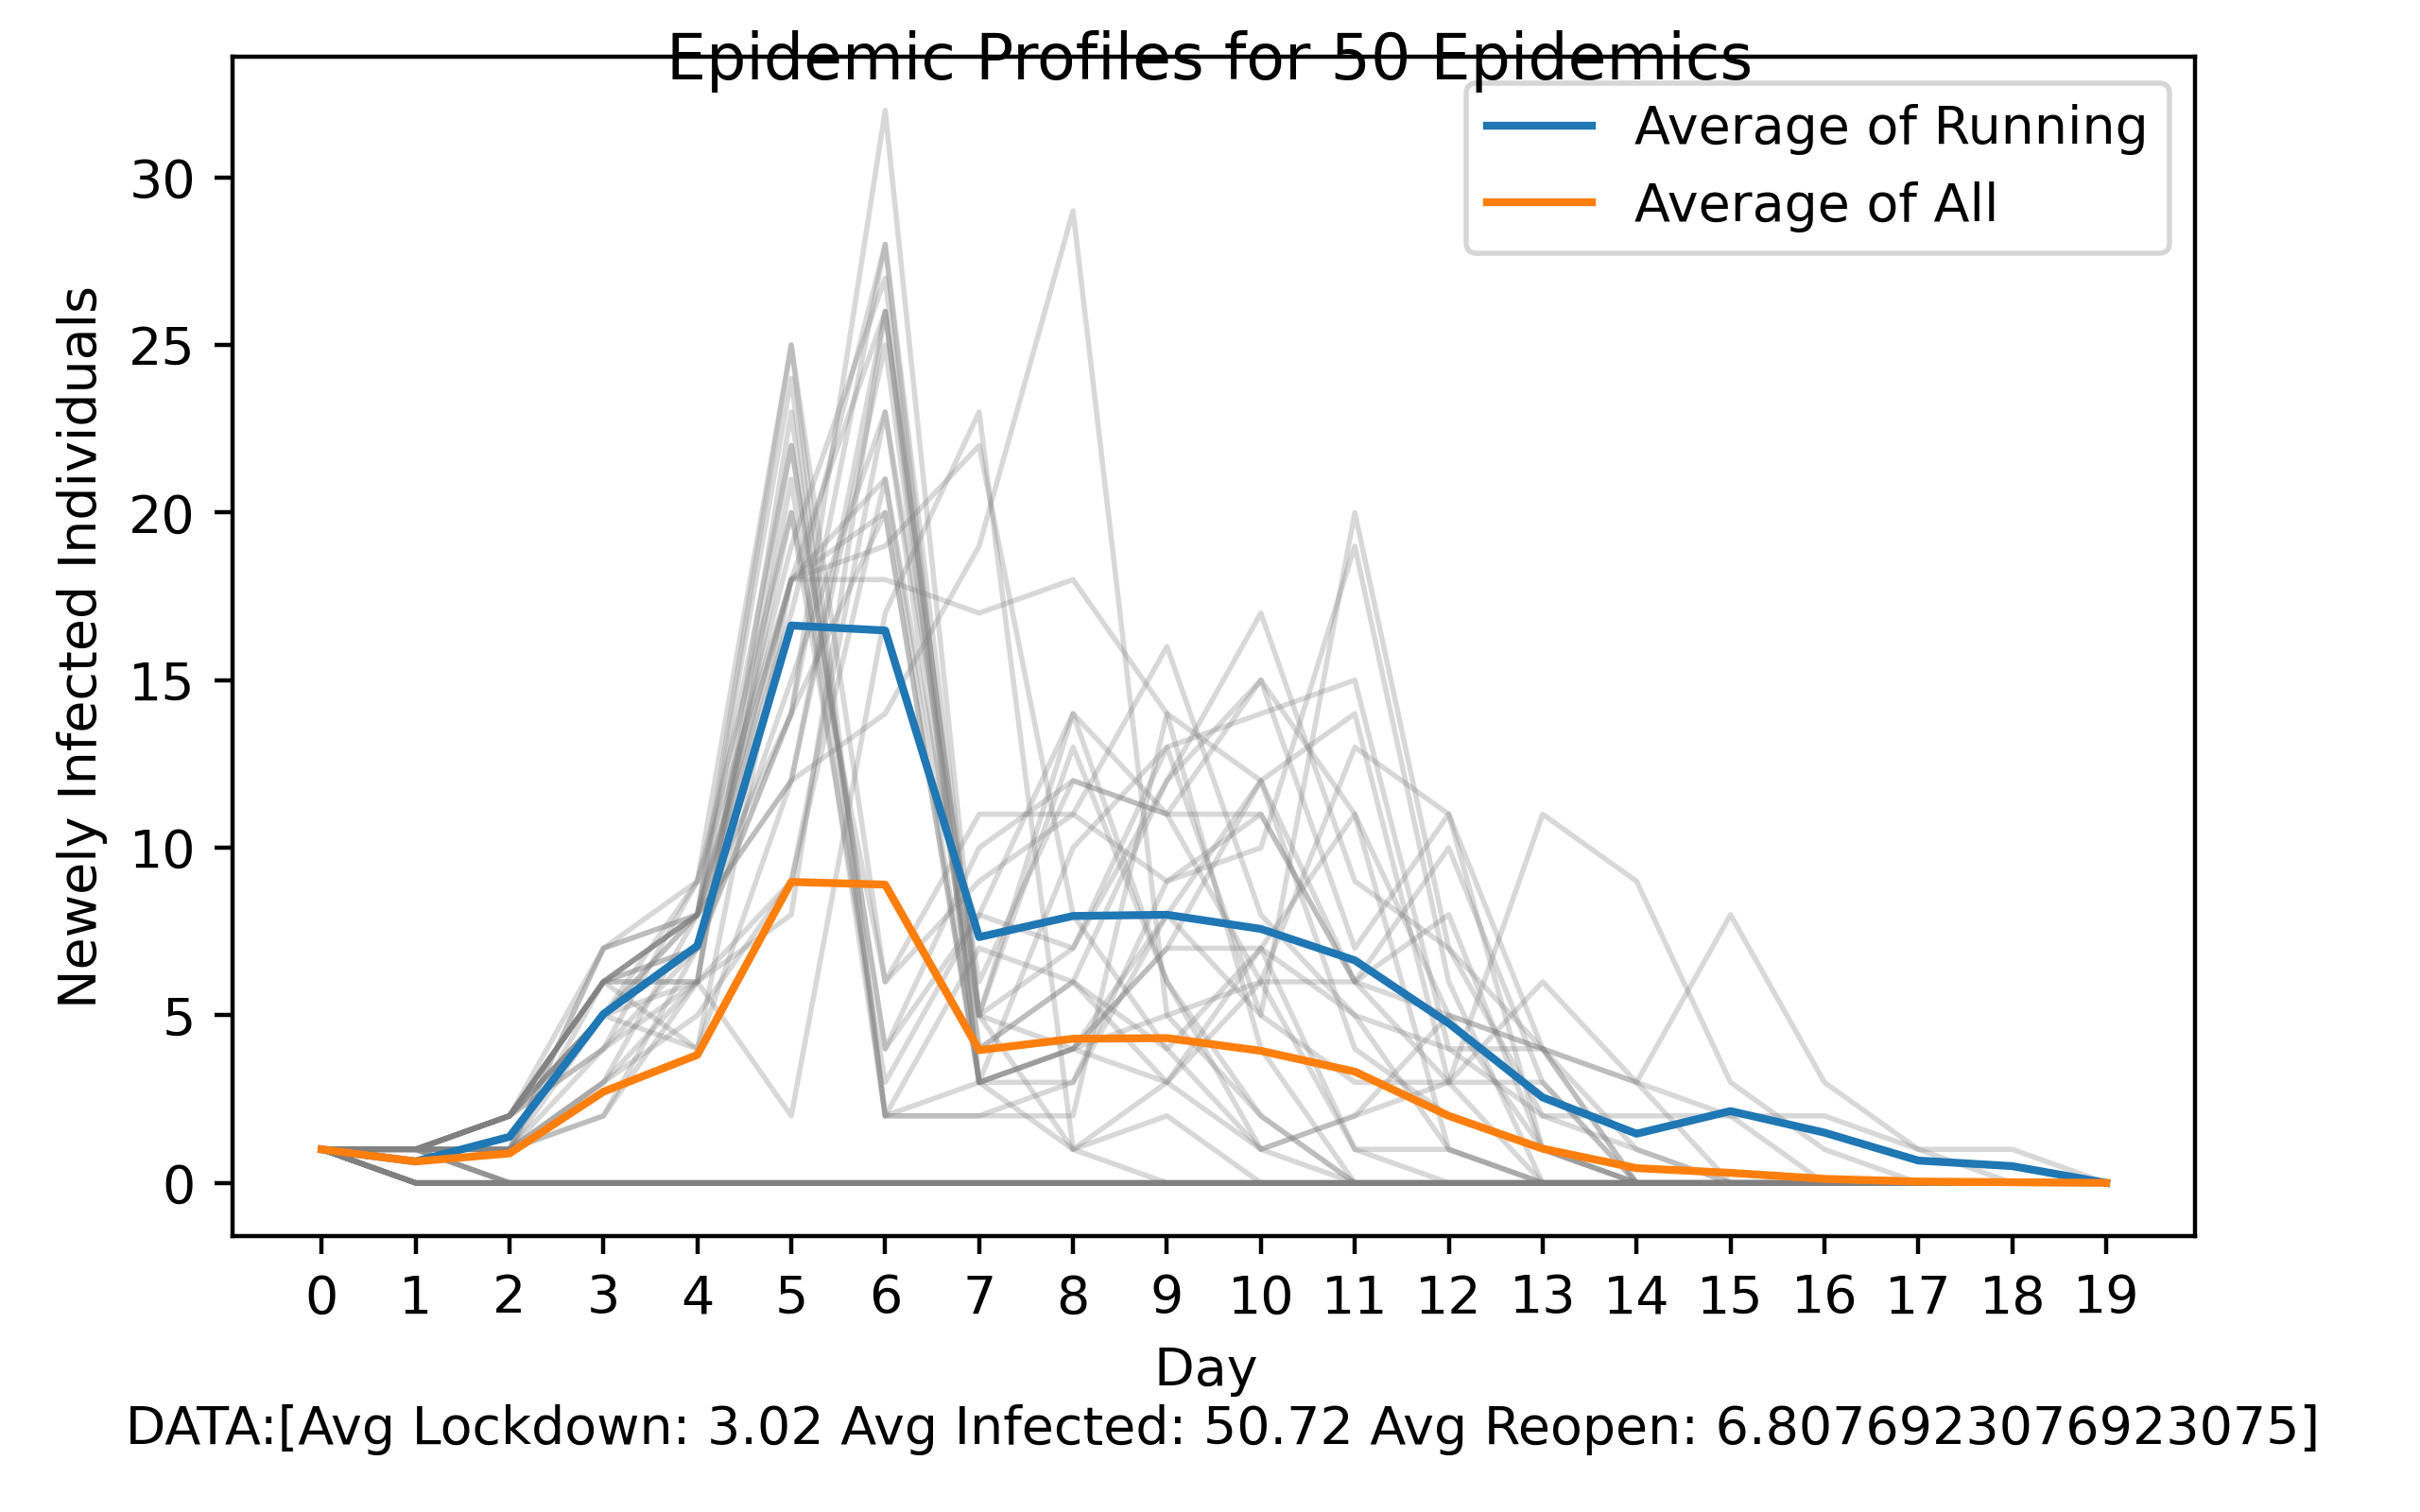 Epidemic Profiles for 50 Epidemics
Average of Running
Average of All
Newely Infected Individuals
30
25
20
15
10
5
0
0 1 2 3 4 5 6 7 8 9 10 11 12 13 14 15 16 17 18 19
Day
DATA:[Avg Lockdown: 3.02 Avg Infected: 50.72 Avg Reopen: 6.8076923076923075]